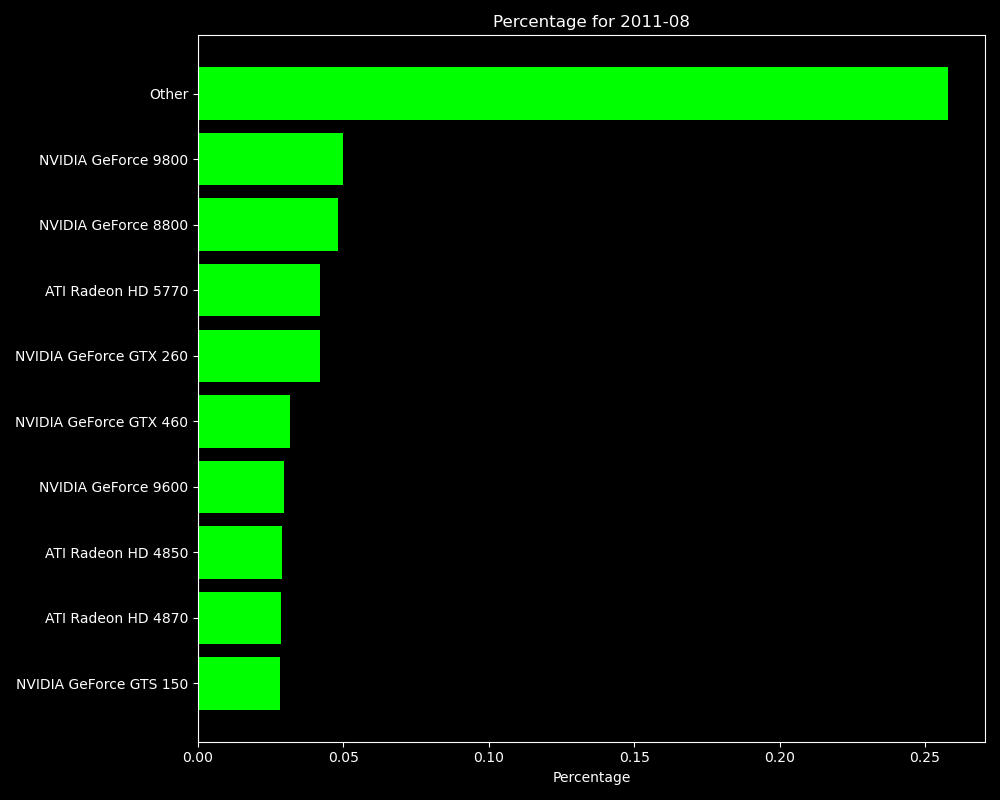 Percentage for 2011-08
Other
NVIDIA GeForce 9800
NVIDIA GeForce 8800
ATI Radeon HD 5770
NVIDIA GeForce GTX 260
NVIDIA GeForce GTX 460
NVIDIA GeForce 9600
ATI Radeon HD 4850
ATI Radeon HD 4870
NVIDIA GeForce GTS 150
0.00 0.05 0.10 0.15 0.20 0.25
Percentage